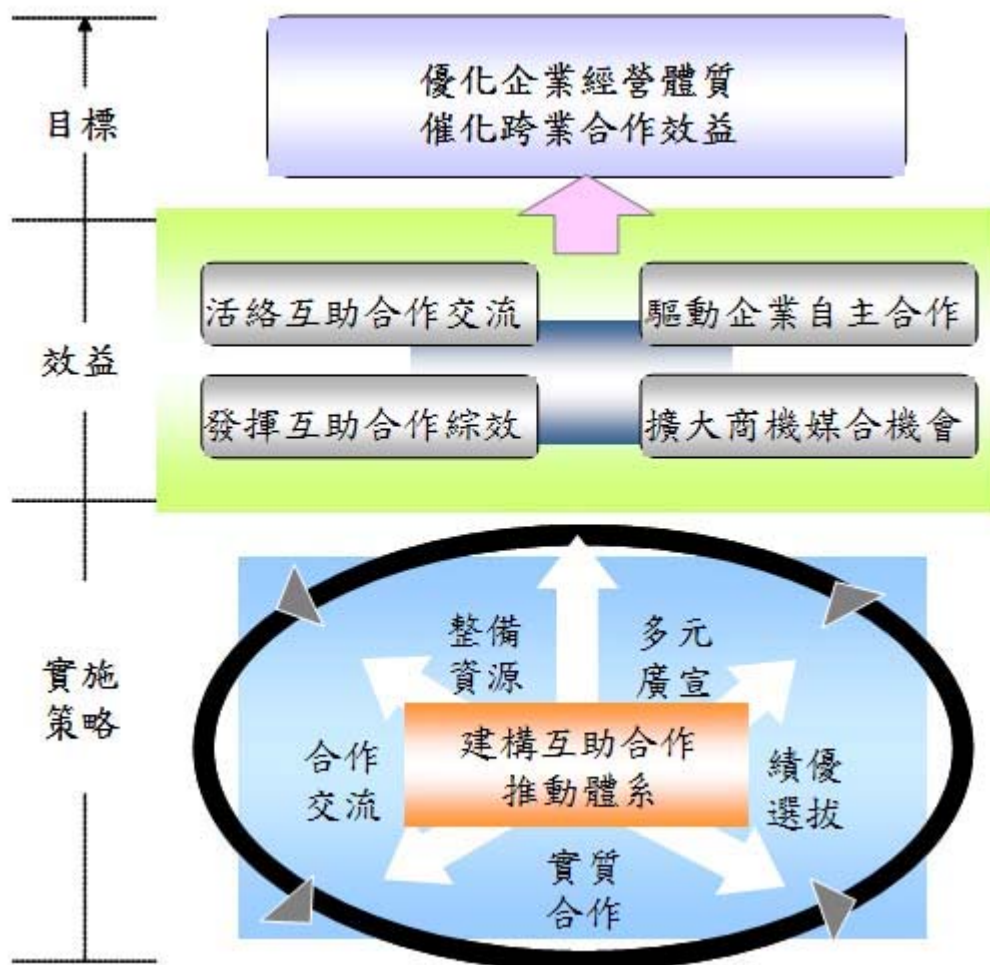 目標
優化企業經營體質
催化跨業合作效益
效益
活絡互助合作交流
驅動企業自主合作
發揮互助合作綜效
擴大商機媒合機會
實施
策略
整備
資源
多元
廣宣
合作
交流
建構互助合作
推動體系
績優
選拔
實質
合作